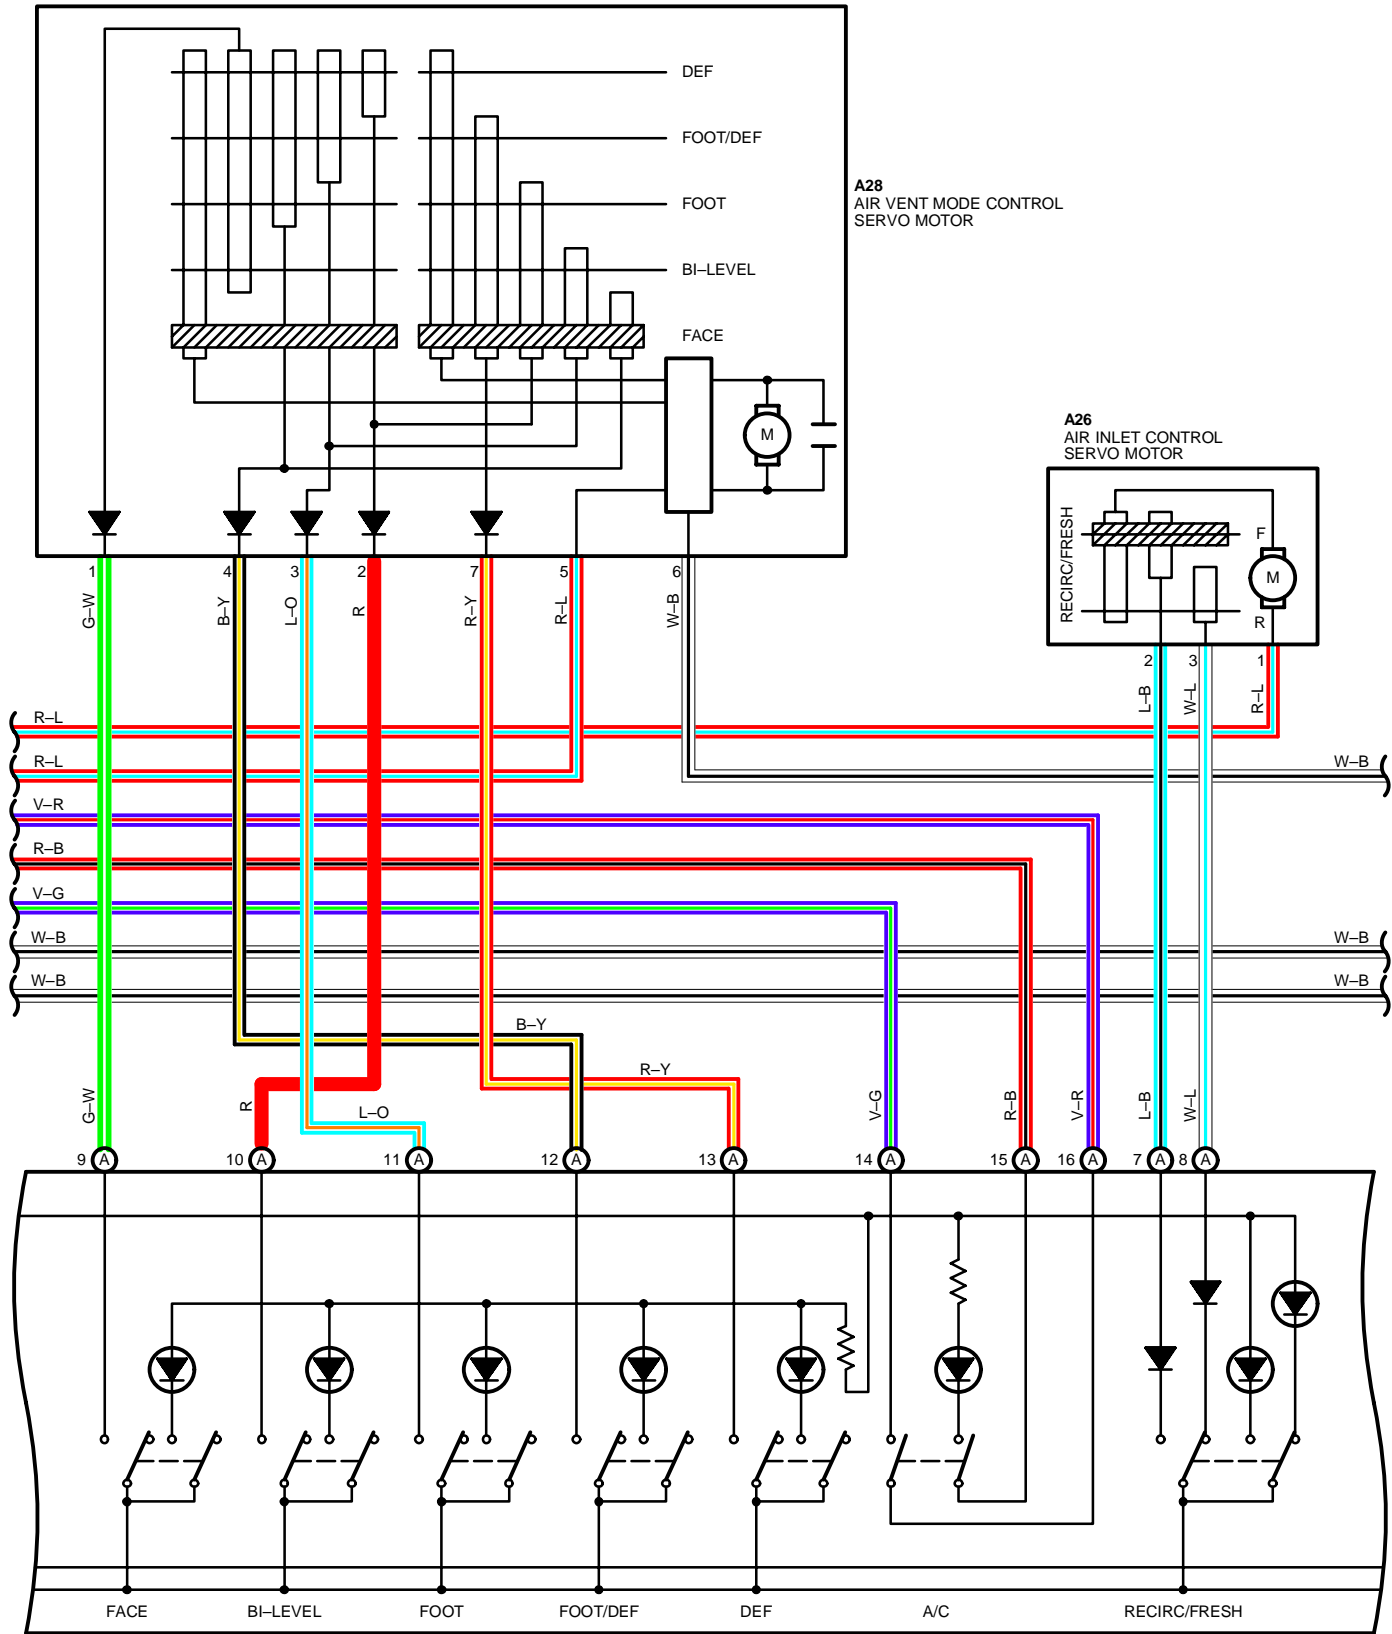 DEF
FOOT/DEF
A28
AIR VENT MODE CONTROL
SERVO MOTOR
FOOT
BI–LEVEL
FACE
M
A26
AIR INLET CONTROL
SERVO MOTOR
RECIRC/FRESH
F
M
R
1 4 3 2 7 5 6
G–W B–Y L–O R R–Y R–L W–B
2 3 1
L–B W–L R–L
R–L
R–L W–B
V–R
R–B
V–G
W–B W–B
W–B W–B
B–Y
R–Y
L–O
G–W R V–G R–B V–R L–B W–L
9 A 10 A 11 A 12 A 13 A 14 A 15 A 16 A 7 A 8 A
FACE BI–LEVEL FOOT FOOT/DEF DEF A/C RECIRC/FRESH